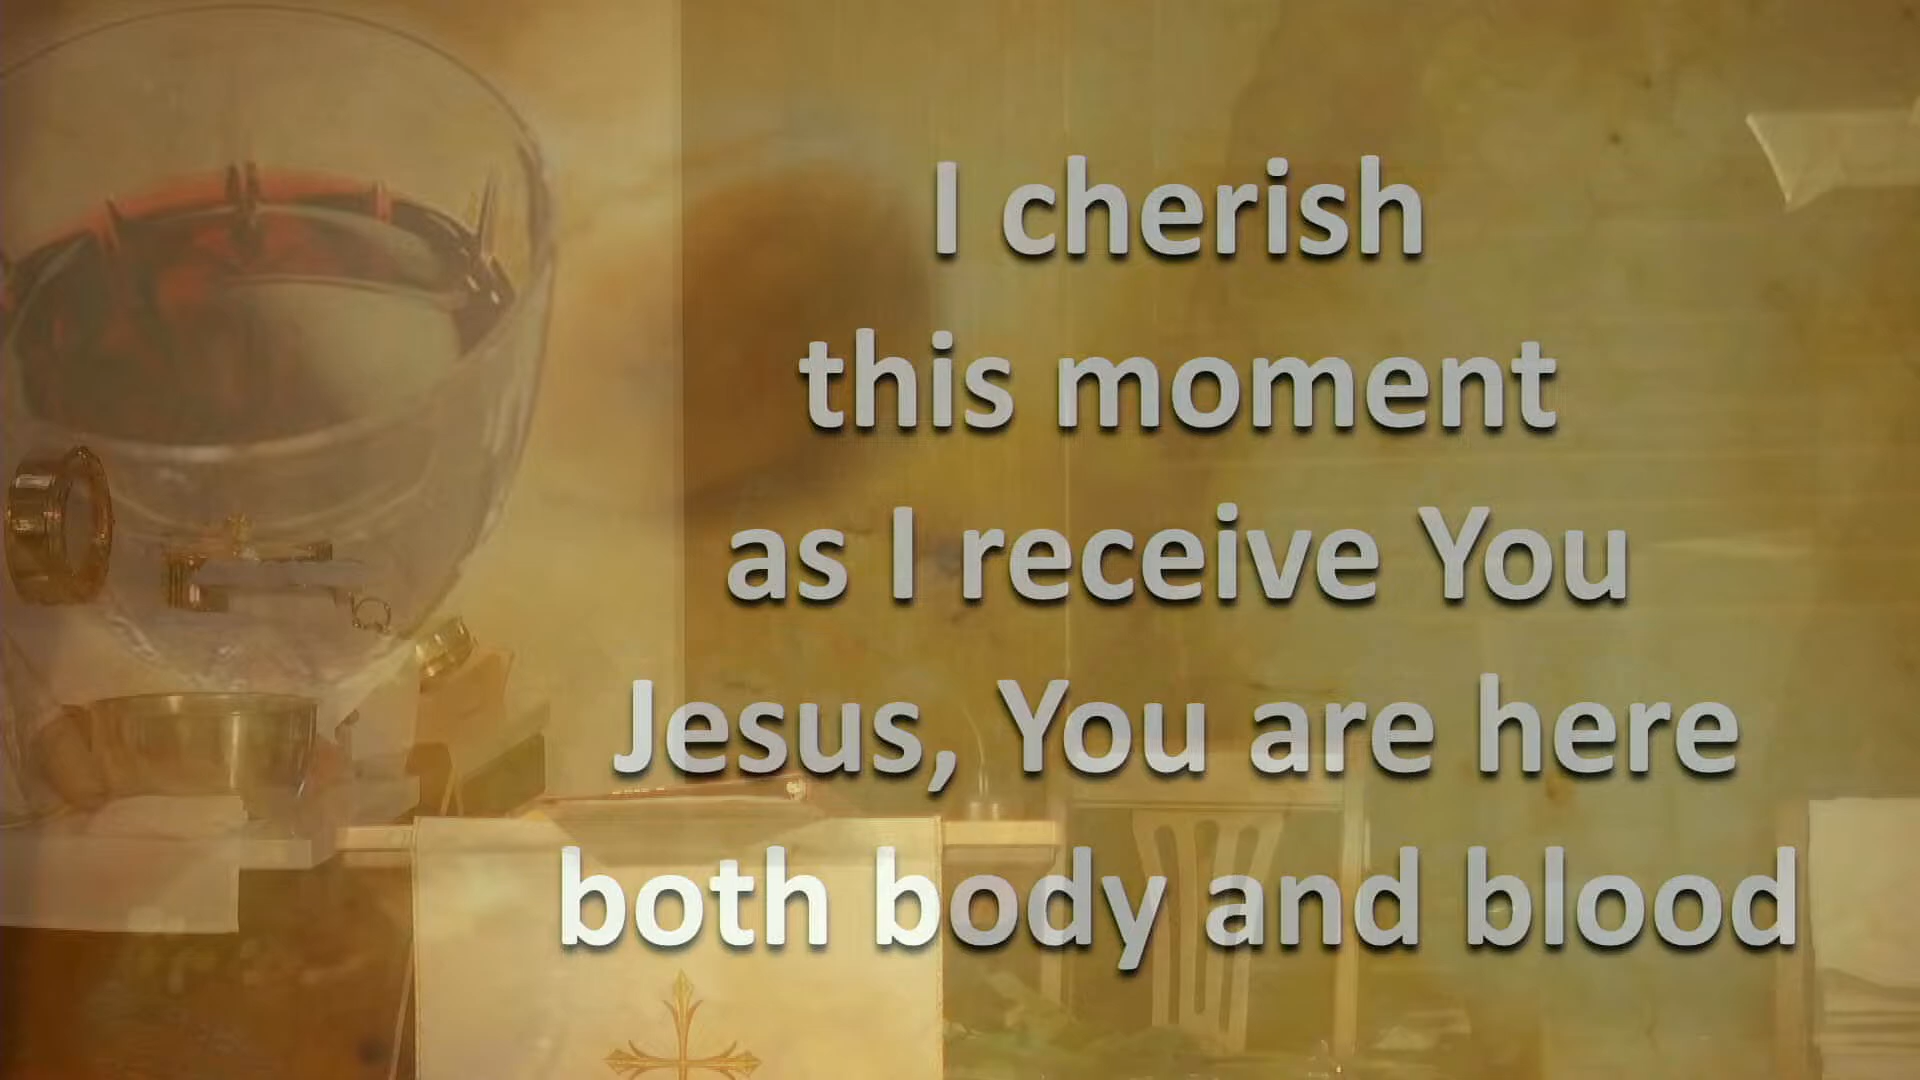 I cherish
this moment
as I receive You
Jesus, You are here
both body and blood